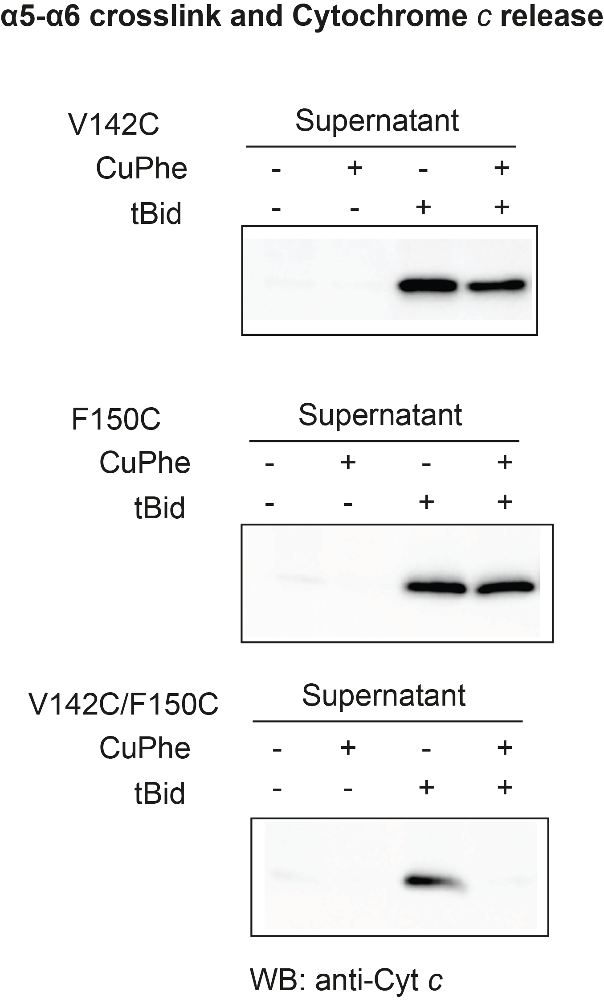 α5-α6 crosslink and Cytochrome c release
V142C Supernatant
CuPhe - + - +
tBid - - + +
F150C Supernatant
CuPhe - + - +
tBid - - + +
V142C/F150C Supernatant
CuPhe - + - +
tBid - - + +
WB: anti-Cyt c